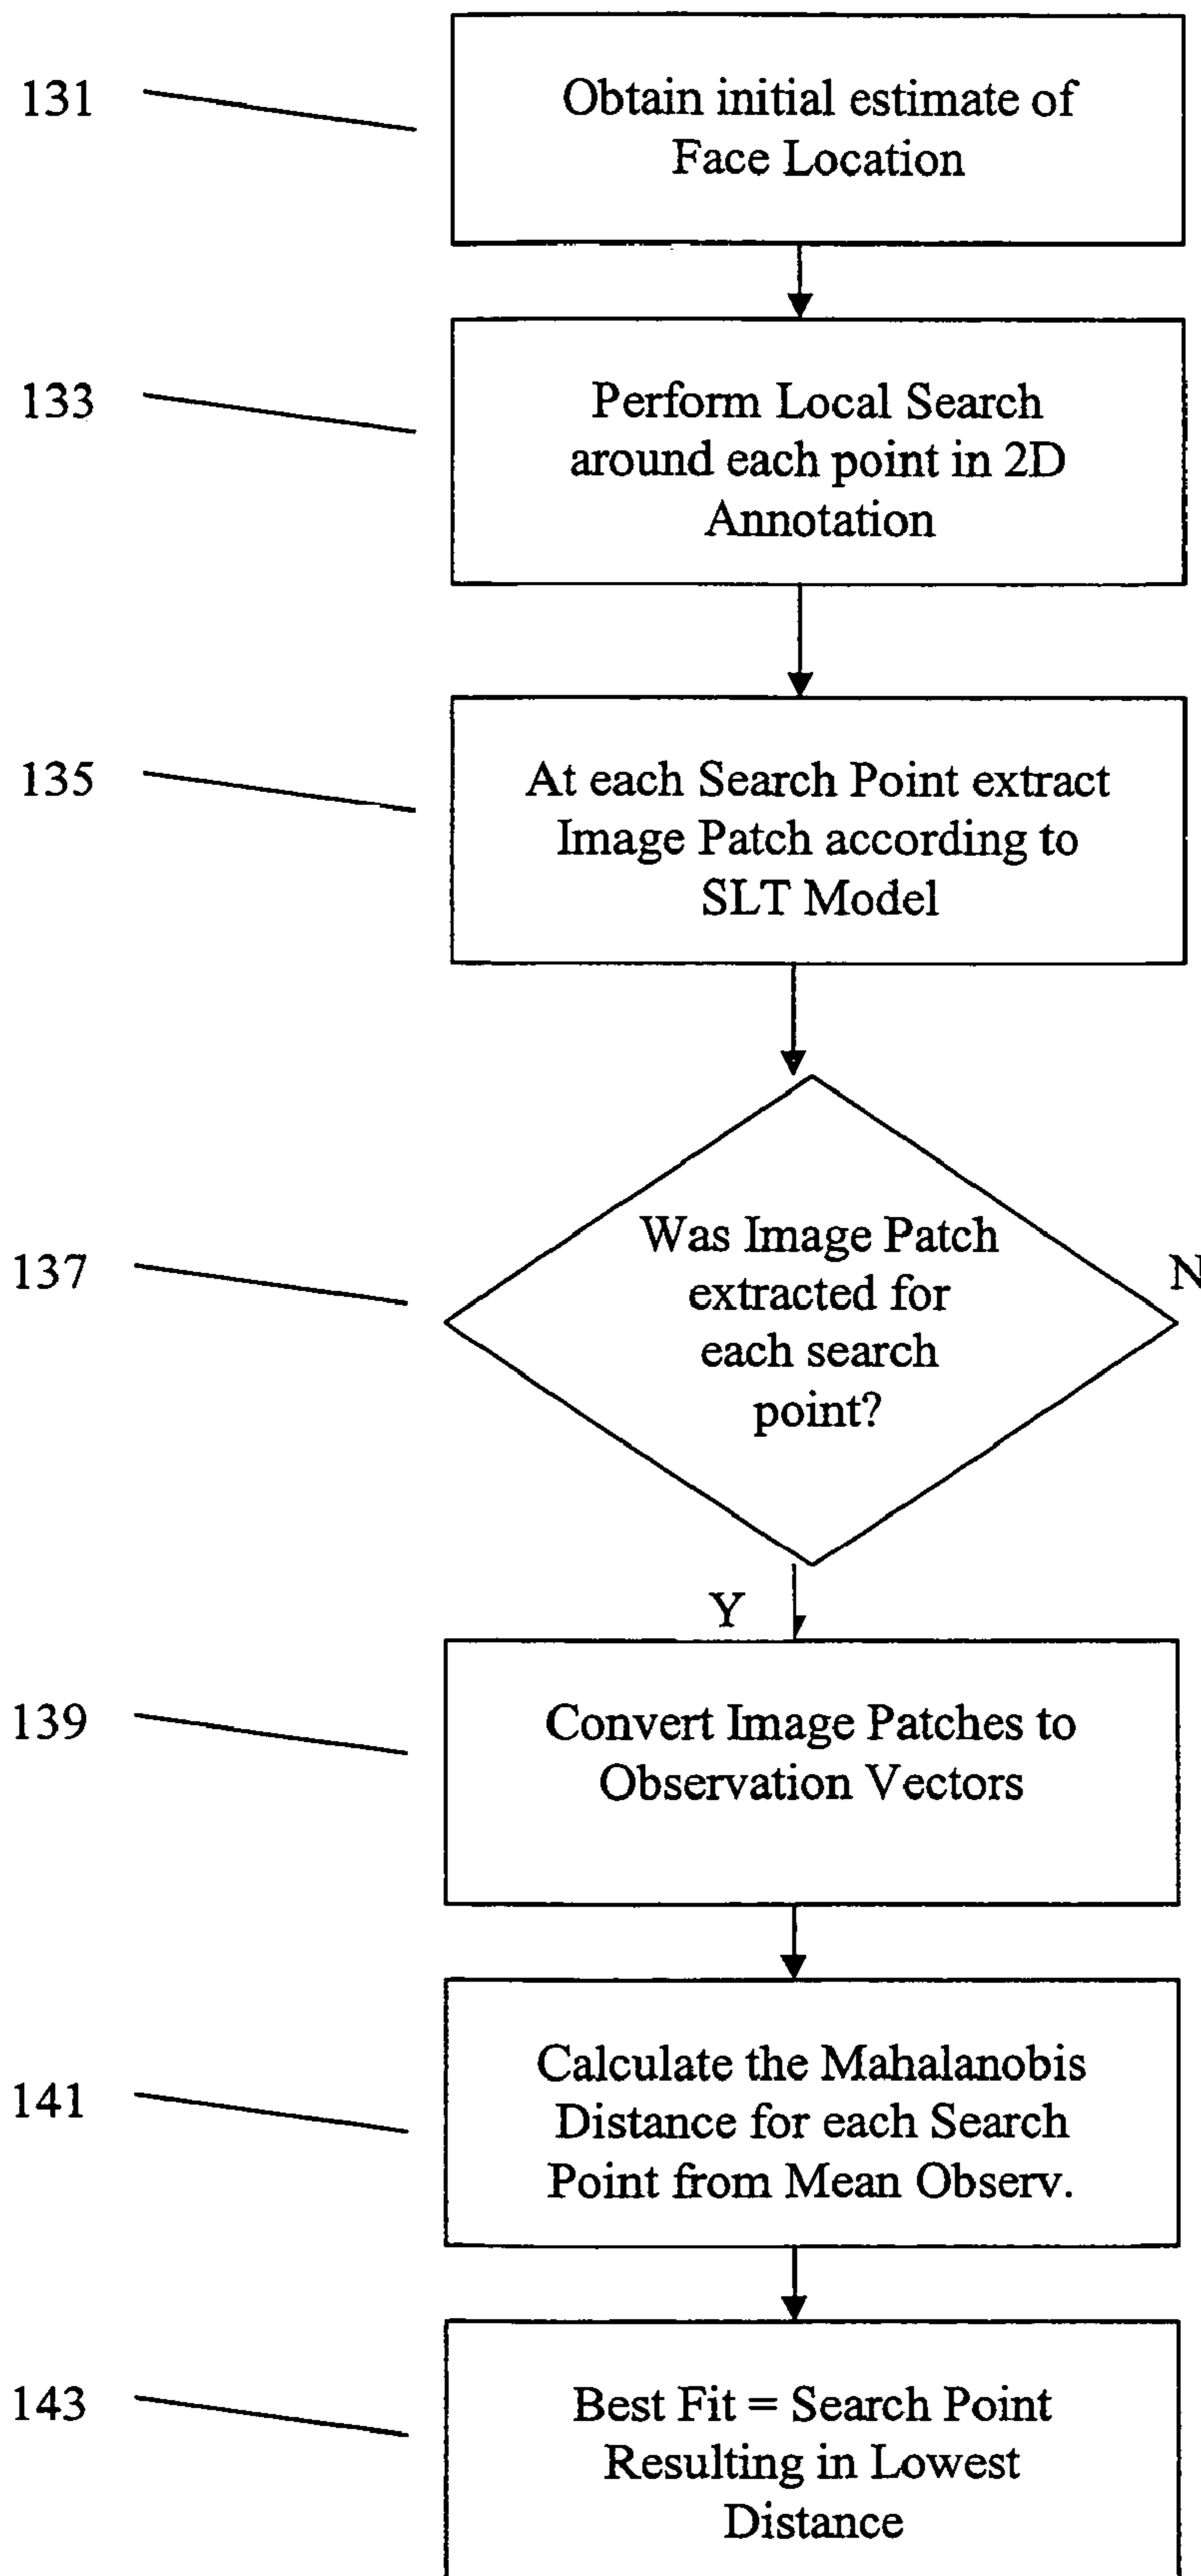 131
Obtain initial estimate of
Face Location
133
Perform Local Search
around each point in 2D
Annotation
135
At each Search Point extract
Image Patch according to
SLT Model
137
Was Image Patch
extracted for
each search
point?
N
Y
139
Convert Image Patches to
Observation Vectors
141
Calculate the Mahalanobis
Distance for each Search
Point from Mean Observ.
143
Best Fit = Search Point
Resulting in Lowest
Distance